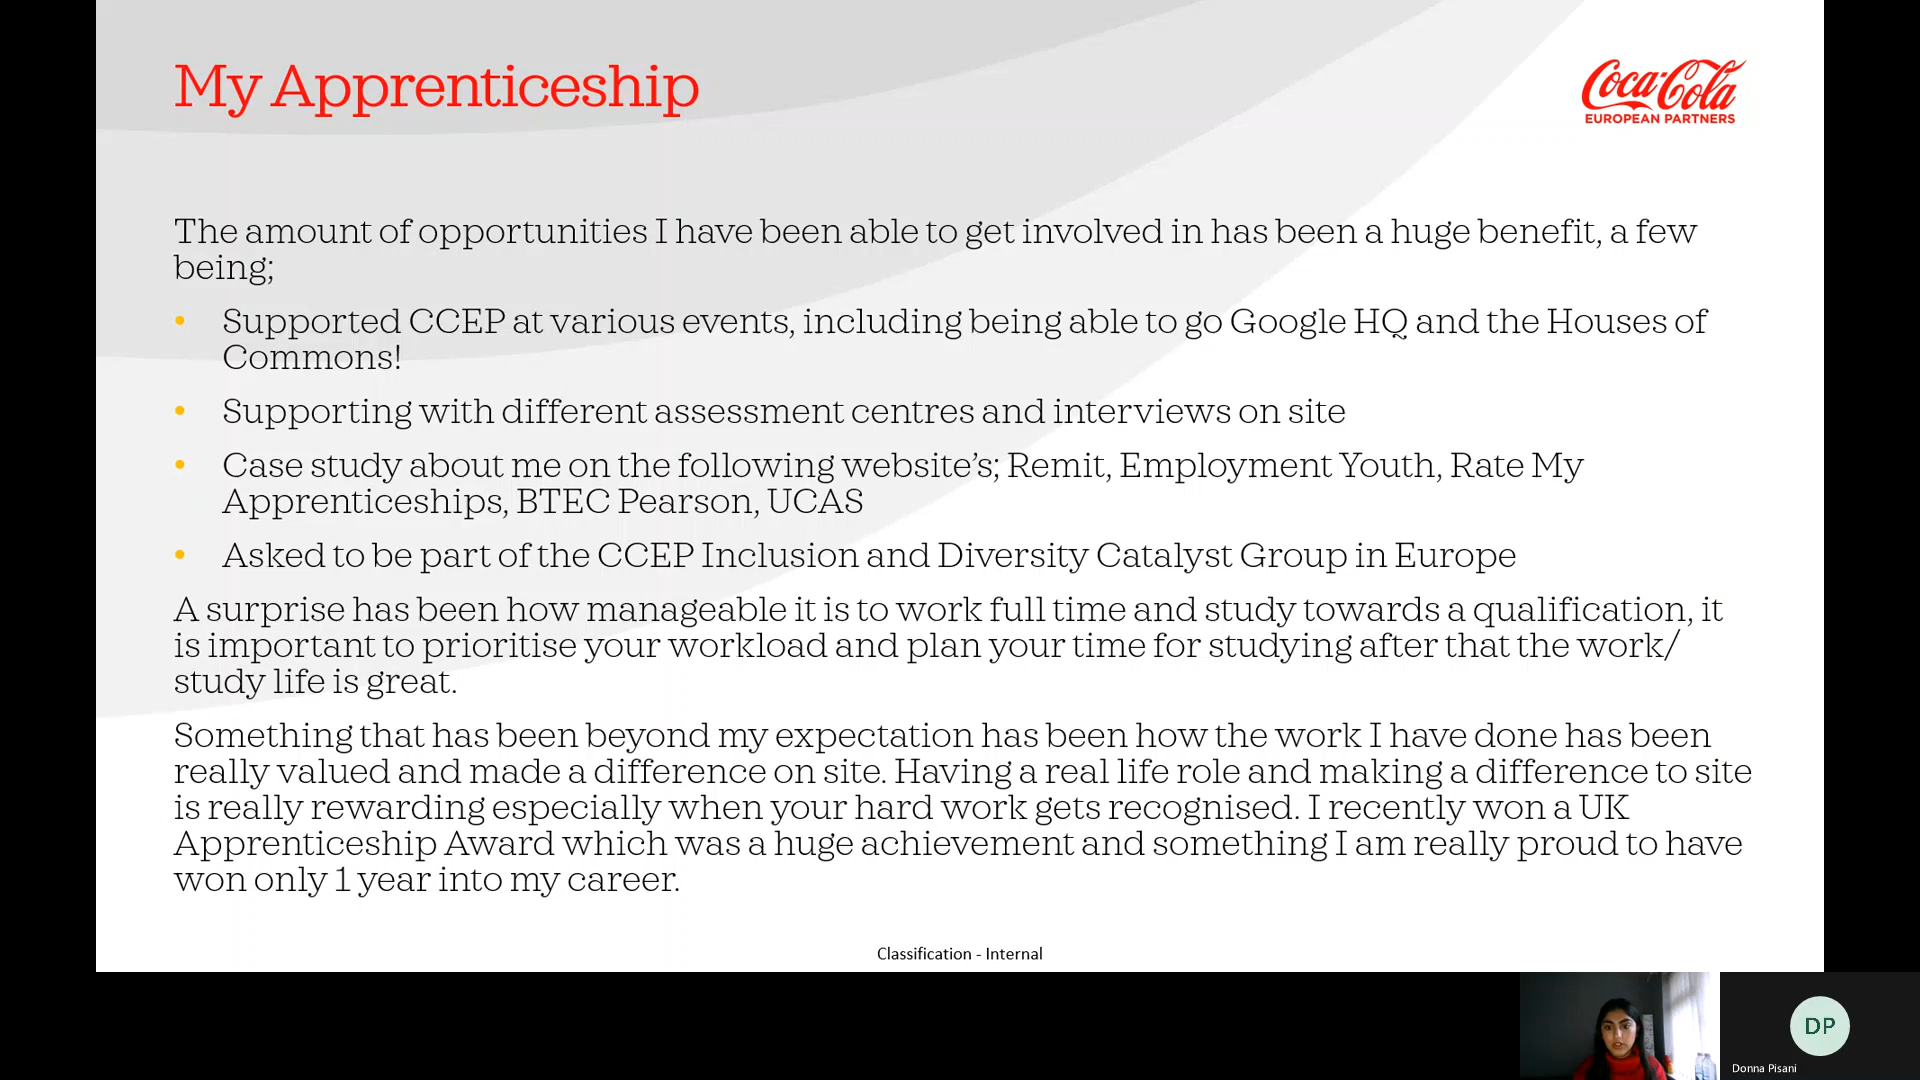 My Apprenticeship
Coca-Cola
EUROPEAN PARTNERS
The amount of opportunities I have been able to get involved in has been a huge benefit, a few
being;
• Supported CCEP at various events, including being able to go Google HQ and the Houses of
Commons!
• Supporting with different assessment centres and interviews on site
• Case study about me on the following website’s; Remit, Employment Youth, Rate My
Apprenticeships, BTEC Pearson, UCAS
• Asked to be part of the CCEP Inclusion and Diversity Catalyst Group in Europe
A surprise has been how manageable it is to work full time and study towards a qualification, it
is important to prioritise your workload and plan your time for studying after that the work/
study life is great.
Something that has been beyond my expectation has been how the work I have done has been
really valued and made a difference on site. Having a real life role and making a difference to site
is really rewarding especially when your hard work gets recognised. I recently won a UK
Apprenticeship Award which was a huge achievement and something I am really proud to have
won only 1 year into my career.
Classification - Internal
DP
Donna Pisani